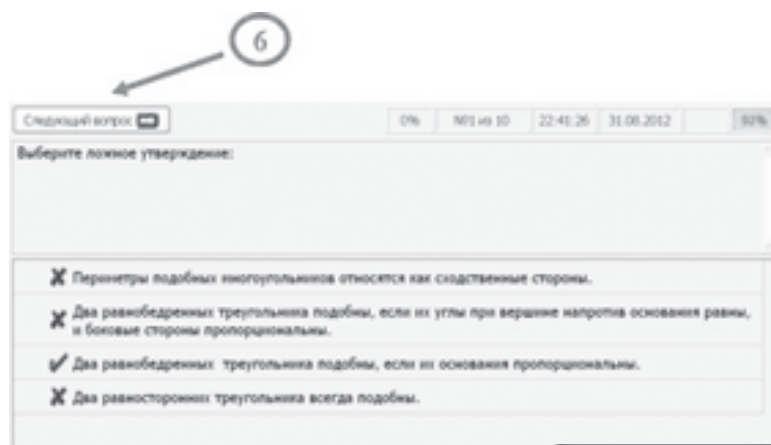 6
Следующий вопрос
0% №1 из 10 22:41:26 31.08.2012 92%
Выберите ложное утверждение:
Периметры подобных многоугольников относятся как сходственные стороны.
Два равнобедренных треугольника подобны, если их углы при вершине напротив основания равны,
и боковые стороны пропорциональны.
Два равнобедренных треугольника подобны, если их основания пропорциональны.
Два равносторонних треугольника всегда подобны.